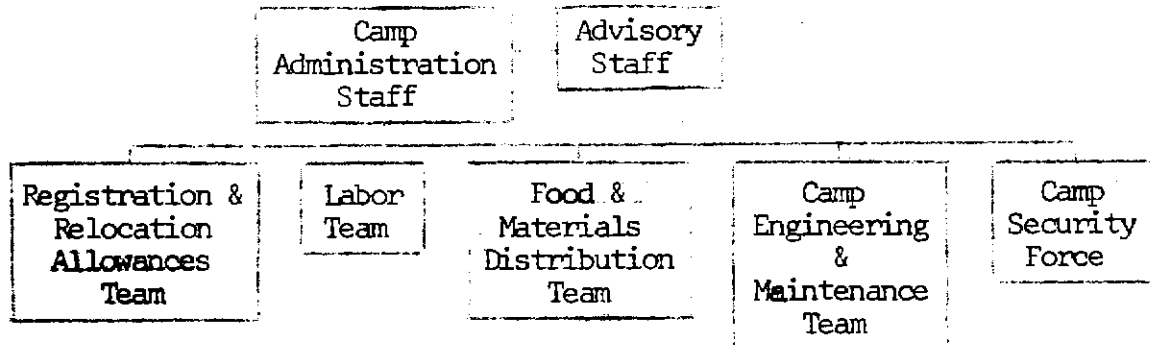 Camp
Administration
Staff
Advisory
Staff
Registration &
Relocation
Allowances
Team
Labor
Team
Food &
Materials
Distribution
Team
Camp
Engineering
&
Maintenance
Team
Camp
Security
Force